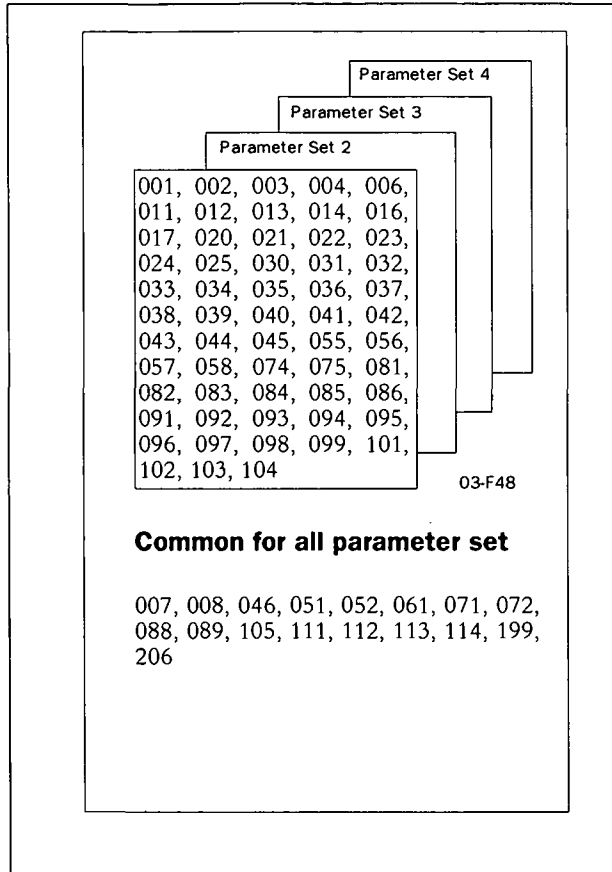 Parameter Set 4
Parameter Set 3
Parameter Set 2
001, 002, 003, 004, 006,
011, 012, 013, 014, 016,
017, 020, 021, 022, 023,
024, 025, 030, 031, 032,
033, 034, 035, 036, 037,
038, 039, 040, 041, 042,
043, 044, 045, 055, 056,
057, 058, 074, 075, 081,
082, 083, 084, 085, 086,
091, 092, 093, 094, 095,
096, 097, 098, 099, 101,
102, 103, 104
03-F48
Common for all parameter set
007, 008, 046, 051, 052, 061, 071, 072,
088, 089, 105, 111, 112, 113, 114, 199,
206